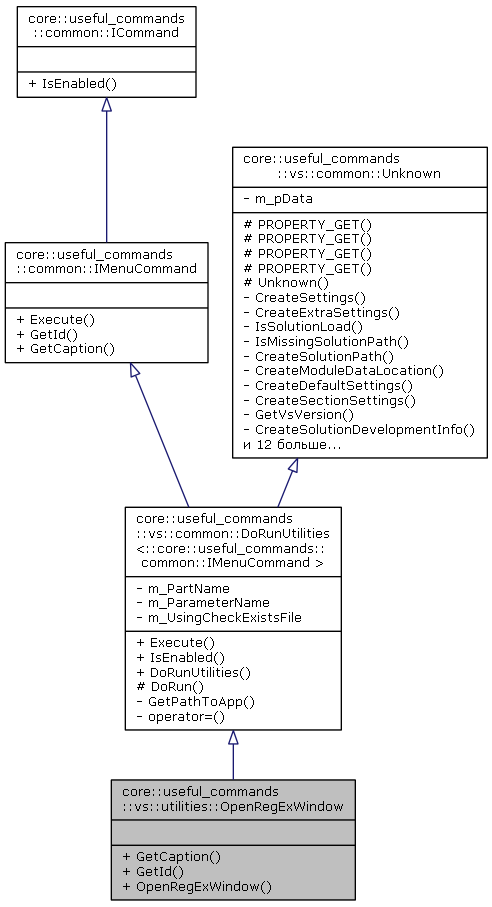 core::useful_commands
::common::ICommand
+ IsEnabled()
core::useful_commands
::vs::common::Unknown
- m_pData
# PROPERTY_GET()
# PROPERTY_GET()
# PROPERTY_GET()
# PROPERTY_GET()
# Unknown()
- CreateSettings()
- CreateExtraSettings()
- IsSolutionLoad()
- IsMissingSolutionPath()
- CreateSolutionPath()
- CreateModuleDataLocation()
- CreateDefaultSettings()
- CreateSectionSettings()
- GetVsVersion()
- CreateSolutionDevelopmentInfo()
и 12 больше...
core::useful_commands
::common::IMenuCommand
+ Execute()
+ GetId()
+ GetCaption()
core::useful_commands
::vs::common::DoRunUtilities
<::core::useful_commands::
common::IMenuCommand >
- m_PartName
- m_ParameterName
- m_UsingCheckExistsFile
+ Execute()
+ IsEnabled()
+ DoRunUtilities()
# DoRun()
- GetPathToApp()
- operator=()
core::useful_commands
::vs::utilities::OpenRegExWindow
+ GetCaption()
+ GetId()
+ OpenRegExWindow()